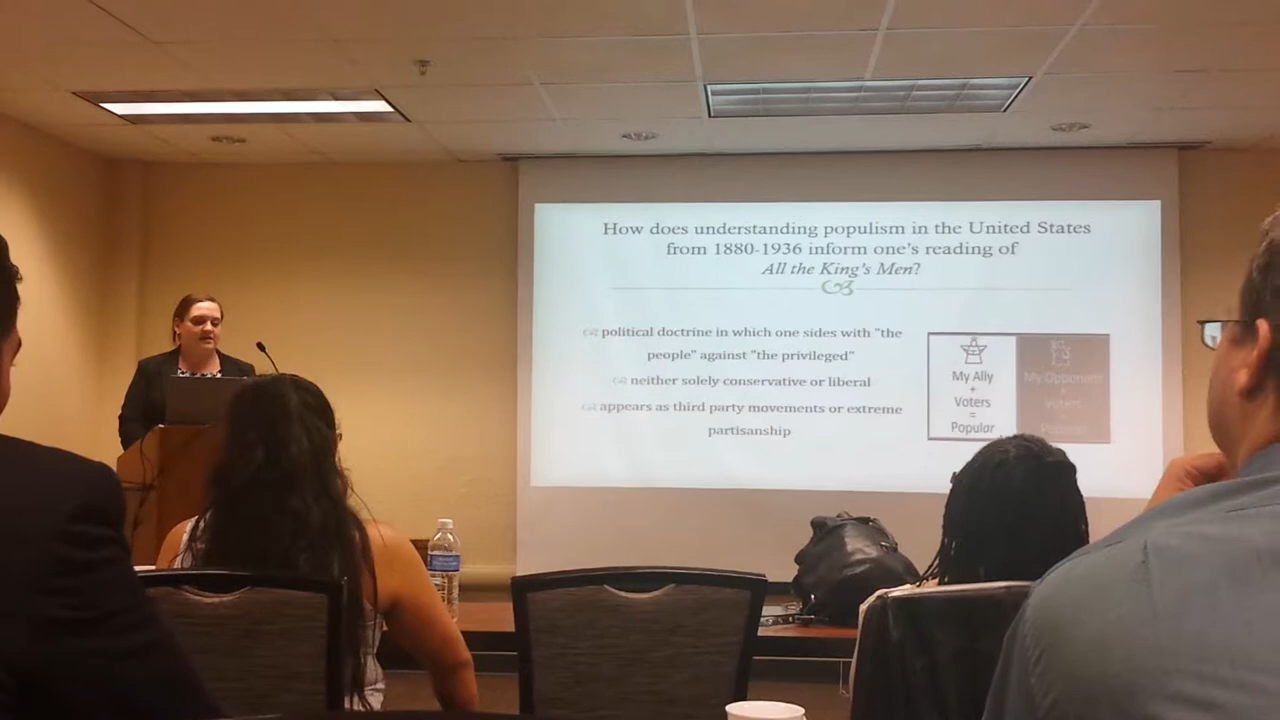 How does understanding populism in the United States
from 1880-1936 inform one's reading of
All the King's Men?
political doctrine in which one sides with "the
people" against "the privileged"
neither solely conservative or liberal
appears as third party movements or extreme
partisanship
My Ally
+
Voters
=
Popular
My Opponent
+
Voters
=